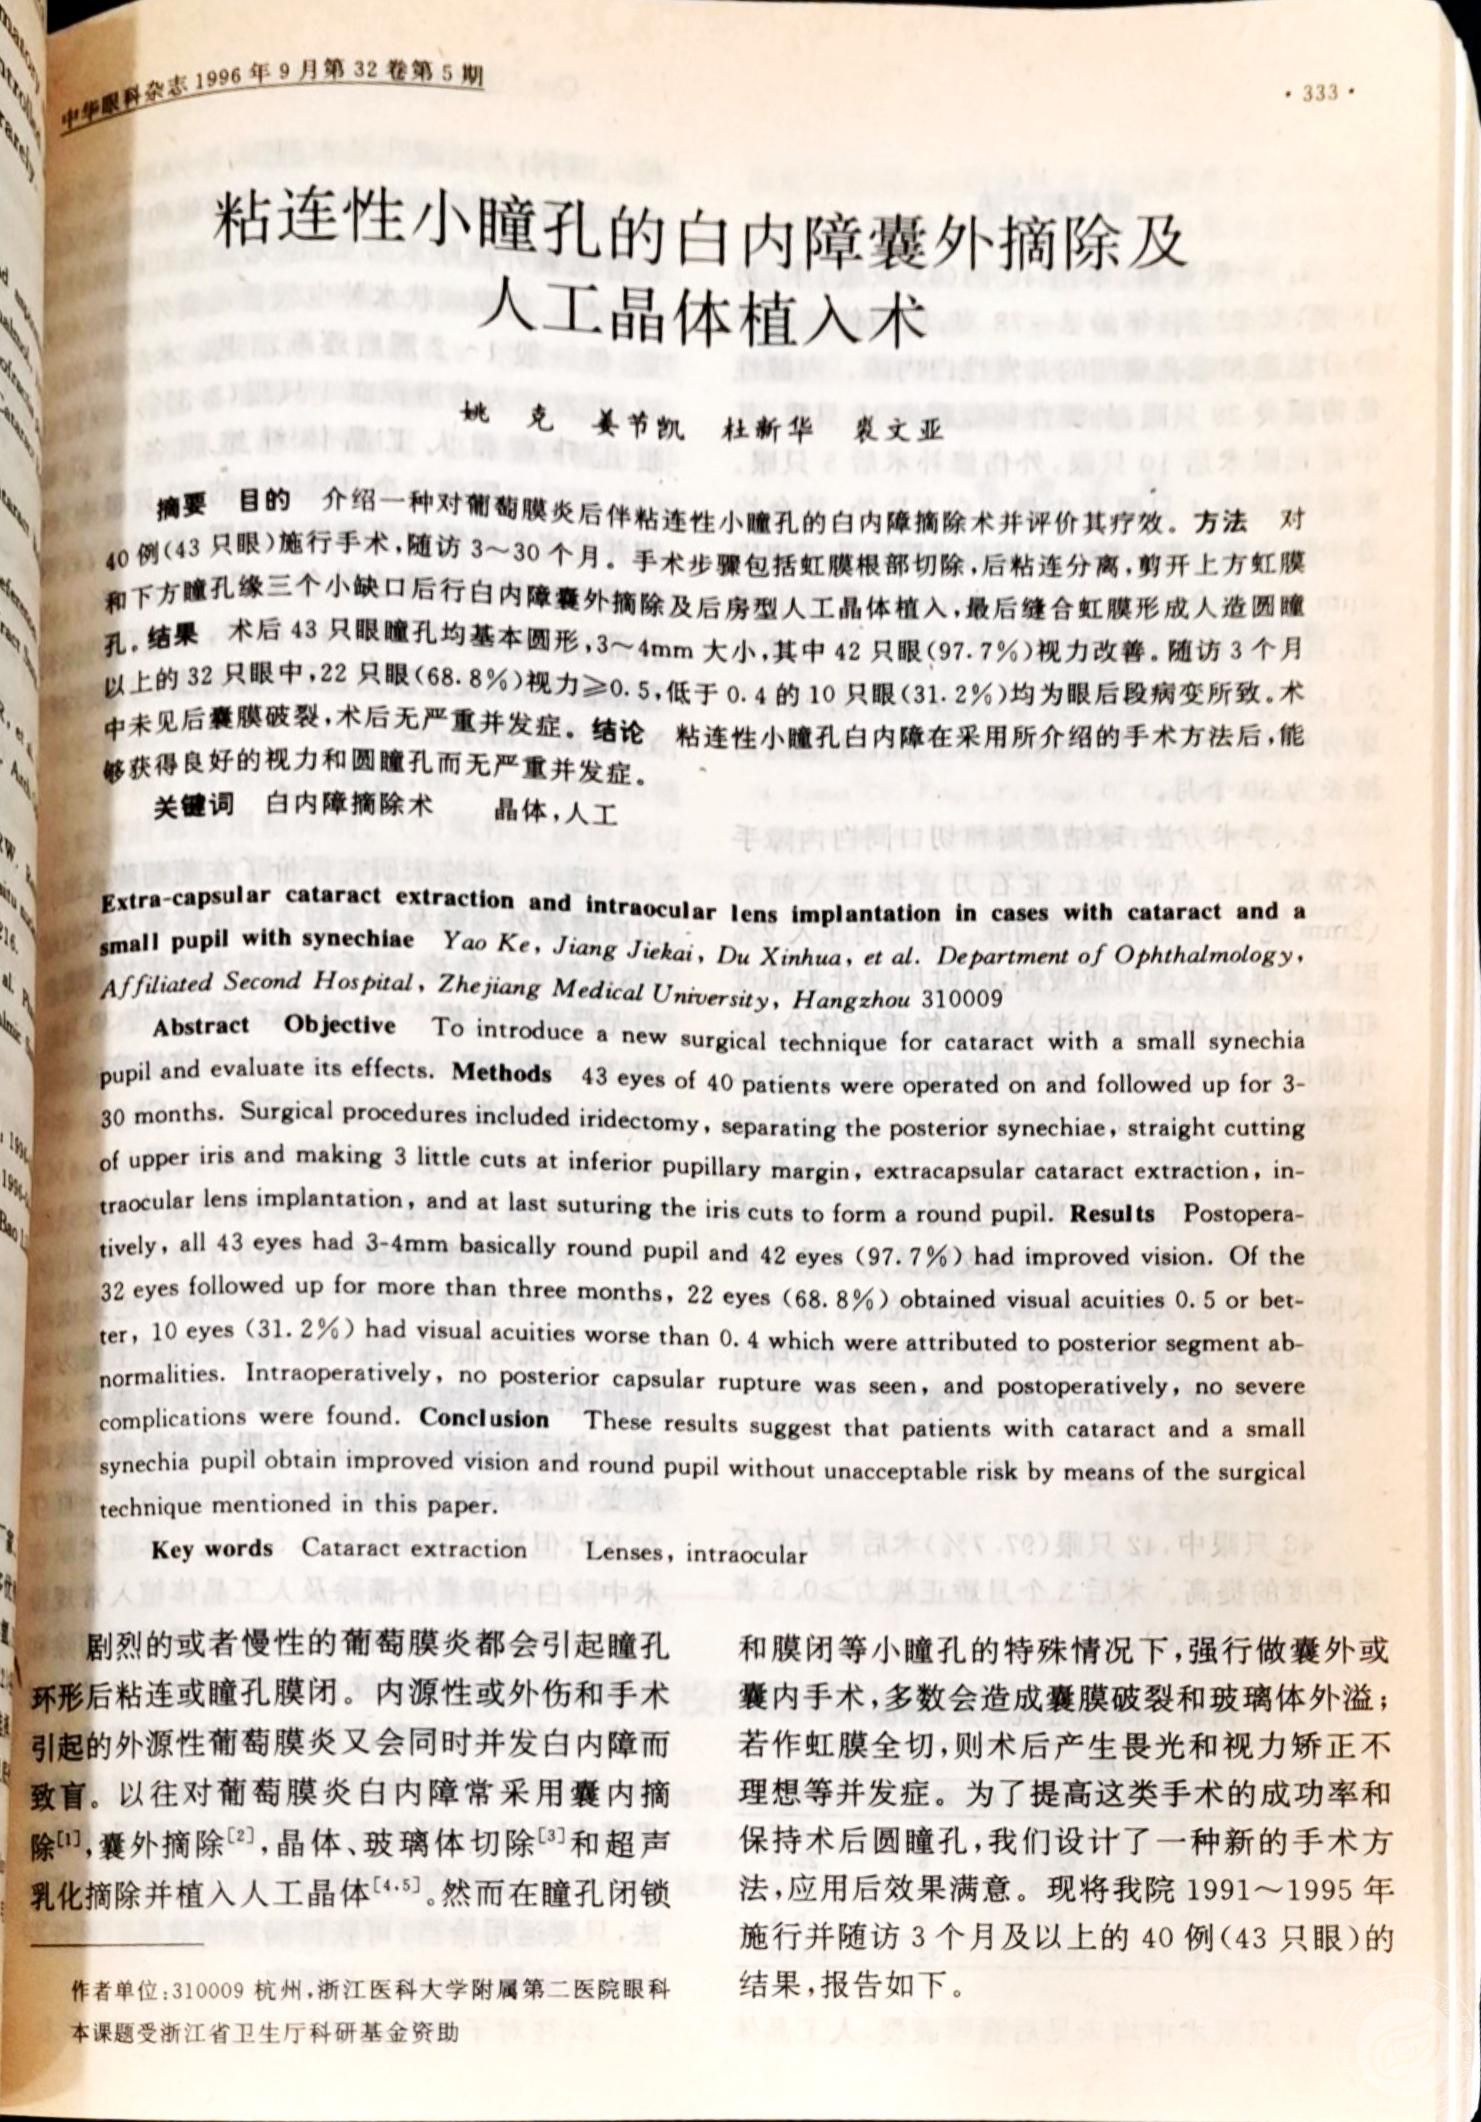 中华眼科杂志 1996 年 9 月第 32 卷第 5 期
·333·
粘连性小瞳孔的白内障囊外摘除及
人工晶体植入术
姚 克 姜节凯 杜新华 裘文亚
摘要 目的 介绍一种对葡萄膜炎后伴粘连性小瞳孔的白内障摘除术并评价其疗效。方法 对
40 例(43 只眼)施行手术,随访 3～30 个月。手术步骤包括虹膜根部切除,后粘连分离,剪开上方虹膜
和下方瞳孔缘三个小缺口后行白内障囊外摘除及后房型人工晶体植入,最后缝合虹膜形成人造圆瞳
孔。结果 术后 43 只眼瞳孔均基本圆形,3～4mm 大小,其中 42 只眼(97.7%)视力改善。随访 3 个月
以上的 32 只眼中,22 只眼(68.8%)视力≥0.5,低于 0.4 的 10 只眼(31.2%)均为眼后段病变所致。术
中未见后囊膜破裂,术后无严重并发症。结论 粘连性小瞳孔白内障在采用所介绍的手术方法后,能
够获得良好的视力和圆瞳孔而无严重并发症。
关键词 白内障摘除术 晶体,人工
Extra-capsular cataract extraction and intraocular lens implantation in cases with cataract and a
small pupil with synechiae Yao Ke, Jiang Jiekai, Du Xinhua, et al. Department of Ophthalmology,
Affiliated Second Hospital, Zhejiang Medical University, Hangzhou 310009
Abstract Objective To introduce a new surgical technique for cataract with a small synechia
pupil and evaluate its effects. Methods 43 eyes of 40 patients were operated on and followed up for 3-
30 months. Surgical procedures included iridectomy, separating the posterior synechiae, straight cutting
of upper iris and making 3 little cuts at inferior pupillary margin, extracapsular cataract extraction, in-
traocular lens implantation, and at last suturing the iris cuts to form a round pupil. Results Postopera-
tively, all 43 eyes had 3-4mm basically round pupil and 42 eyes (97.7%) had improved vision. Of the
32 eyes followed up for more than three months, 22 eyes (68.8%) obtained visual acuities 0.5 or bet-
ter, 10 eyes (31.2%) had visual acuities worse than 0.4 which were attributed to posterior segment ab-
normalities. Intraoperatively, no posterior capsular rupture was seen, and postoperatively, no severe
complications were found. Conclusion These results suggest that patients with cataract and a small
synechia pupil obtain improved vision and round pupil without unacceptable risk by means of the surgical
technique mentioned in this paper.
Key words Cataract extraction Lenses, intraocular
剧烈的或者慢性的葡萄膜炎都会引起瞳孔
环形后粘连或瞳孔膜闭。内源性或外伤和手术
引起的外源性葡萄膜炎又会同时并发白内障而
致盲。以往对葡萄膜炎白内障常采用囊内摘
除[1],囊外摘除[2],晶体、玻璃体切除[3]和超声
乳化摘除并植入人工晶体[4,5]。然而在瞳孔闭锁
和膜闭等小瞳孔的特殊情况下,强行做囊外或
囊内手术,多数会造成囊膜破裂和玻璃体外溢;
若作虹膜全切,则术后产生畏光和视力矫正不
理想等并发症。为了提高这类手术的成功率和
保持术后圆瞳孔,我们设计了一种新的手术方
法,应用后效果满意。现将我院 1991～1995 年
施行并随访 3 个月及以上的 40 例(43 只眼)的
结果,报告如下。
作者单位:310009 杭州,浙江医科大学附属第二医院眼科
本课题受浙江省卫生厅科研基金资助